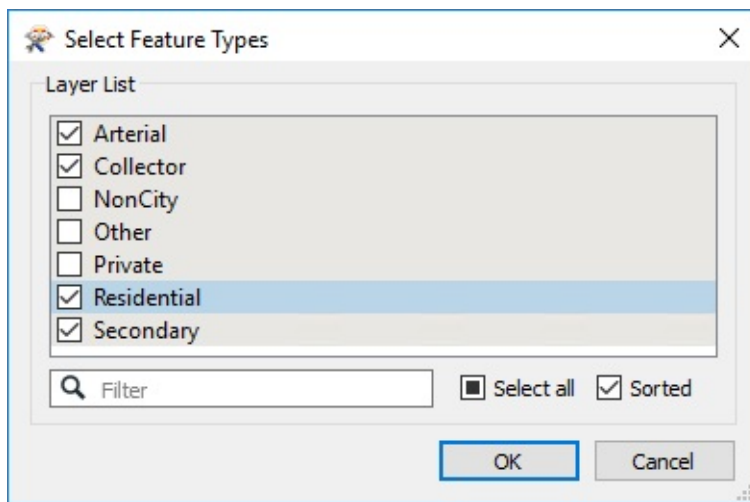 Select Feature Types
Layer List
Arterial
Collector
NonCity
Other
Private
Residential
Secondary
Filter Select all Sorted
OK Cancel